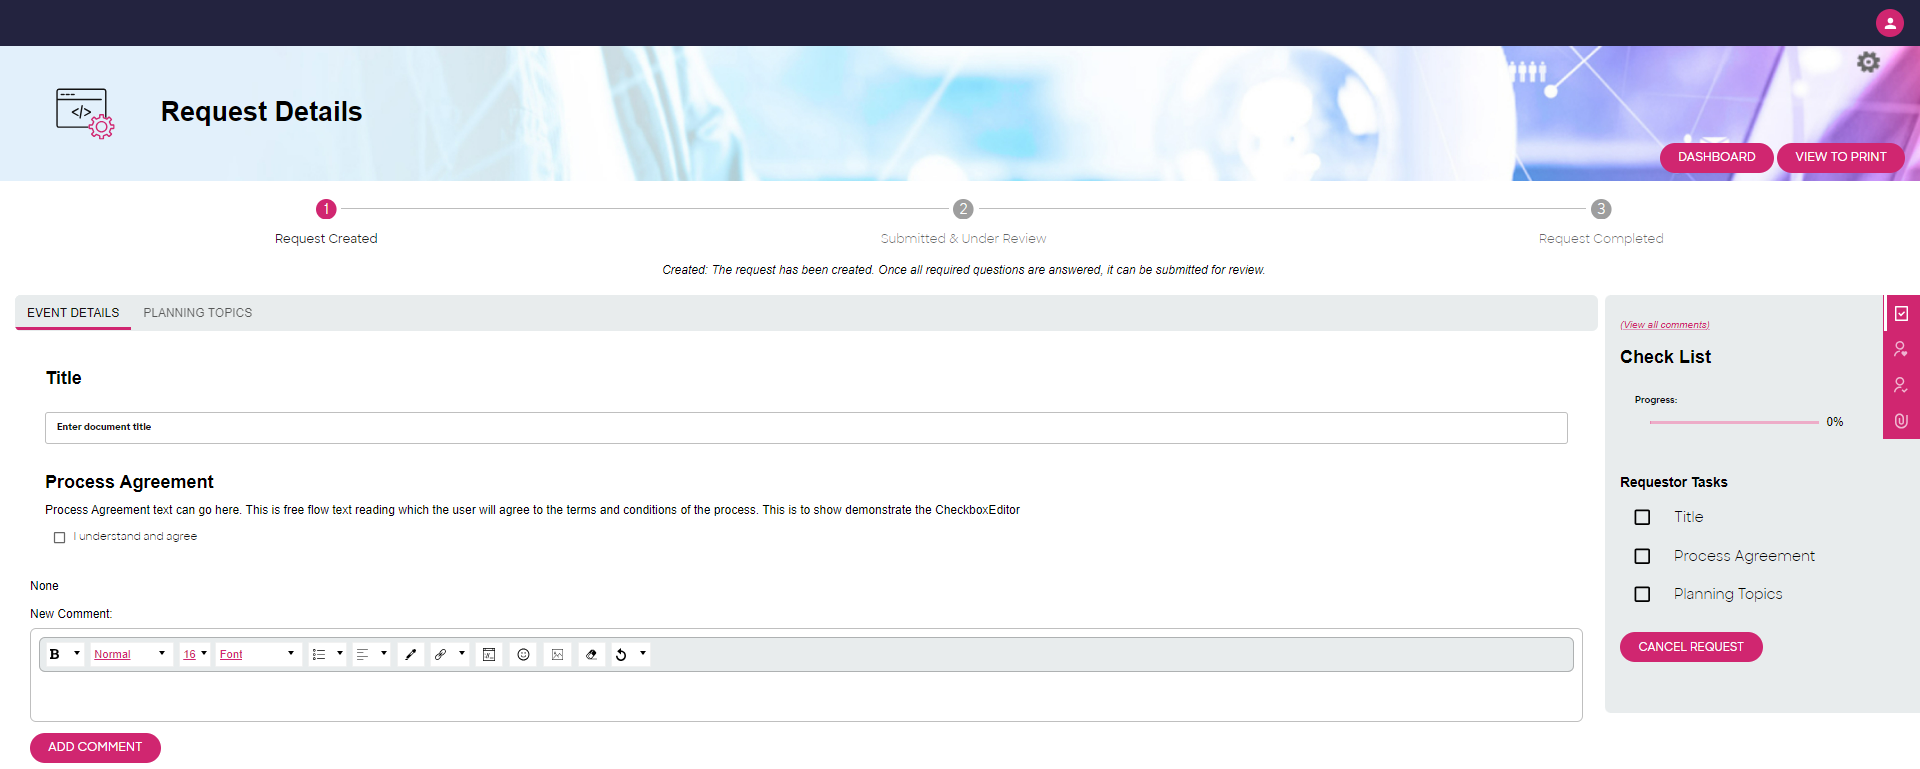 </>
Request Details
DASHBOARD
VIEW TO PRINT
1
2
3
Request Created
Submitted & Under Review
Request Completed
Created: The request has been created. Once all required questions are answered, it can be submitted for review.
EVENT DETAILS
PLANNING TOPICS
(View all comments)
Check List
Progress:
0%
Title
Enter document title
Process Agreement
Process Agreement text can go here. This is free flow text reading which the user will agree to the terms and conditions of the process. This is to show demonstrate the CheckboxEditor
I understand and agree
Requestor Tasks
Title
Process Agreement
Planning Topics
CANCEL REQUEST
None
New Comment:
B
Normal
16
Font
ADD COMMENT